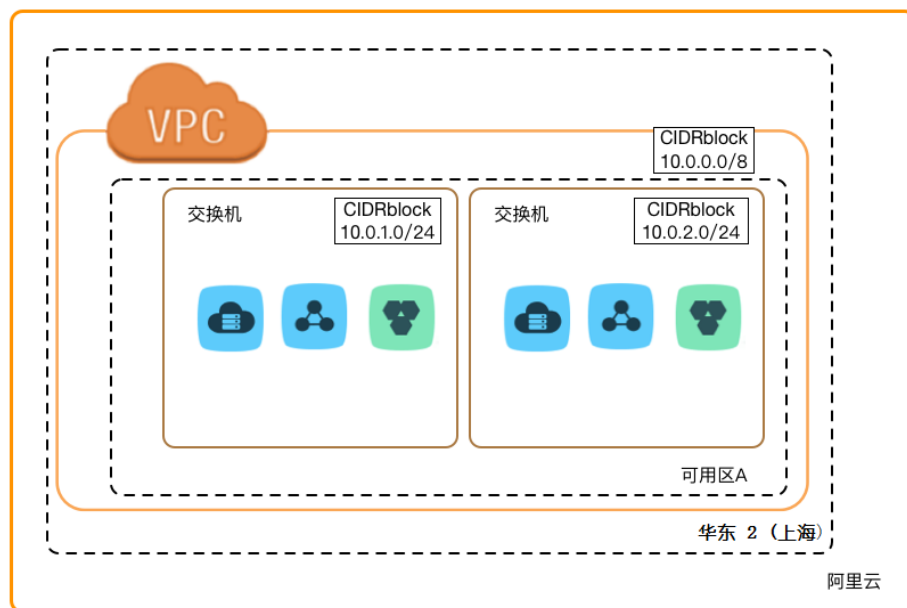 VPC
CIDRblock
10.0.0.0/8
交换机
CIDRblock
10.0.1.0/24
交换机
CIDRblock
10.0.2.0/24
可用区A
华东 2 (上海)
阿里云